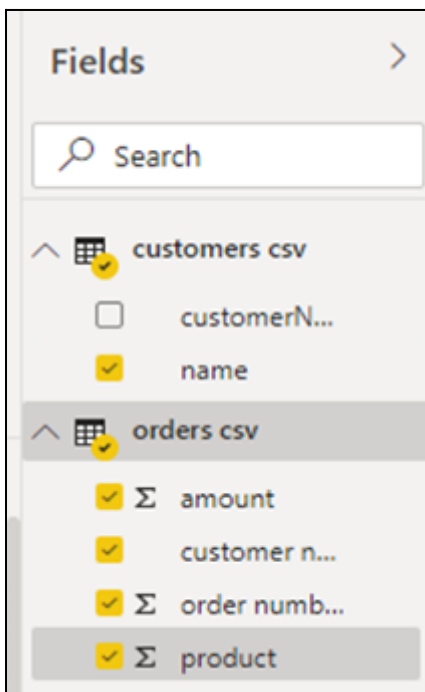 Fields
Search
customers csv
customerN...
name
orders csv
Σ amount
customer n...
Σ order numb...
Σ product